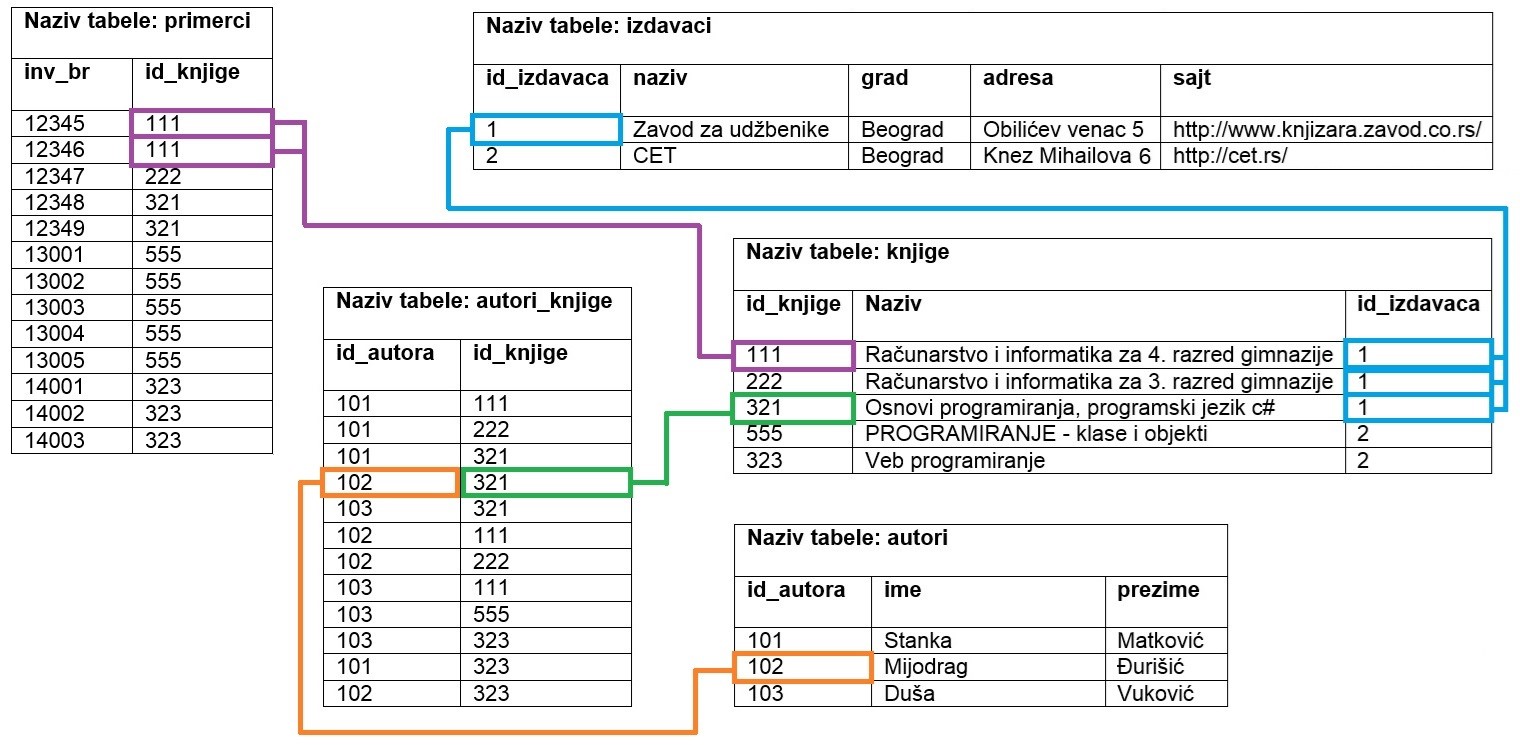 Naziv tabele: primerci
inv_br id_knjige
12345 111
12346 111
12347 222
12348 321
12349 321
13001 555
13002 555
13003 555
13004 555
13005 555
14001 323
14002 323
14003 323
Naziv tabele: izdavaci
id_izdavaca naziv grad adresa sajt
1 Zavod za udžbenike Beograd Obilićev venac 5 http://www.knjizara.zavod.co.rs/
2 CET Beograd Knez Mihailova 6 http://cet.rs/
Naziv tabele: knjige
id_knjige Naziv id_izdavaca
111 Računarstvo i informatika za 4. razred gimnazije 1
222 Računarstvo i informatika za 3. razred gimnazije 1
321 Osnovi programiranja, programski jezik c# 1
555 PROGRAMIRANJE - klase i objekti 2
323 Veb programiranje 2
Naziv tabele: autori_knjige
id_autora id_knjige
101 111
101 222
101 321
102 321
103 321
102 111
102 222
103 111
103 555
103 323
101 323
102 323
Naziv tabele: autori
id_autora ime prezime
101 Stanka Matković
102 Mijodrag Đurišić
103 Duša Vuković